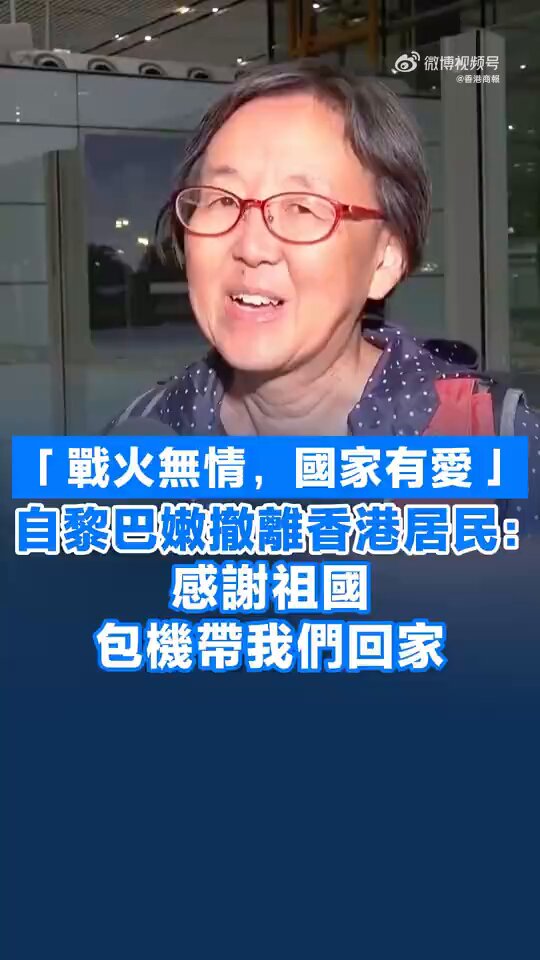 微博视频号
@香港商報
「戰火無情，國家有愛」
自黎巴嫩撤離香港居民：
感謝祖國
包機帶我們回家